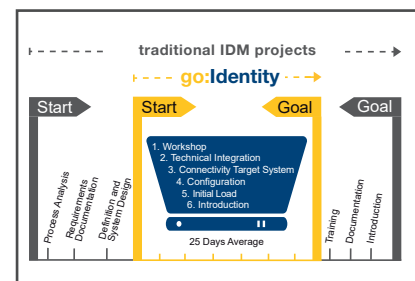 traditional IDM projects
go:Identity
Start
Start
Goal
Goal
1. Workshop
2. Technical Integration
3. Connectivity Target System
4. Configuration
5. Initial Load
6. Introduction
25 Days Average
Process Analysis
Requirements
Documentation
Definition and
System Design
Training
Documentation
Introduction